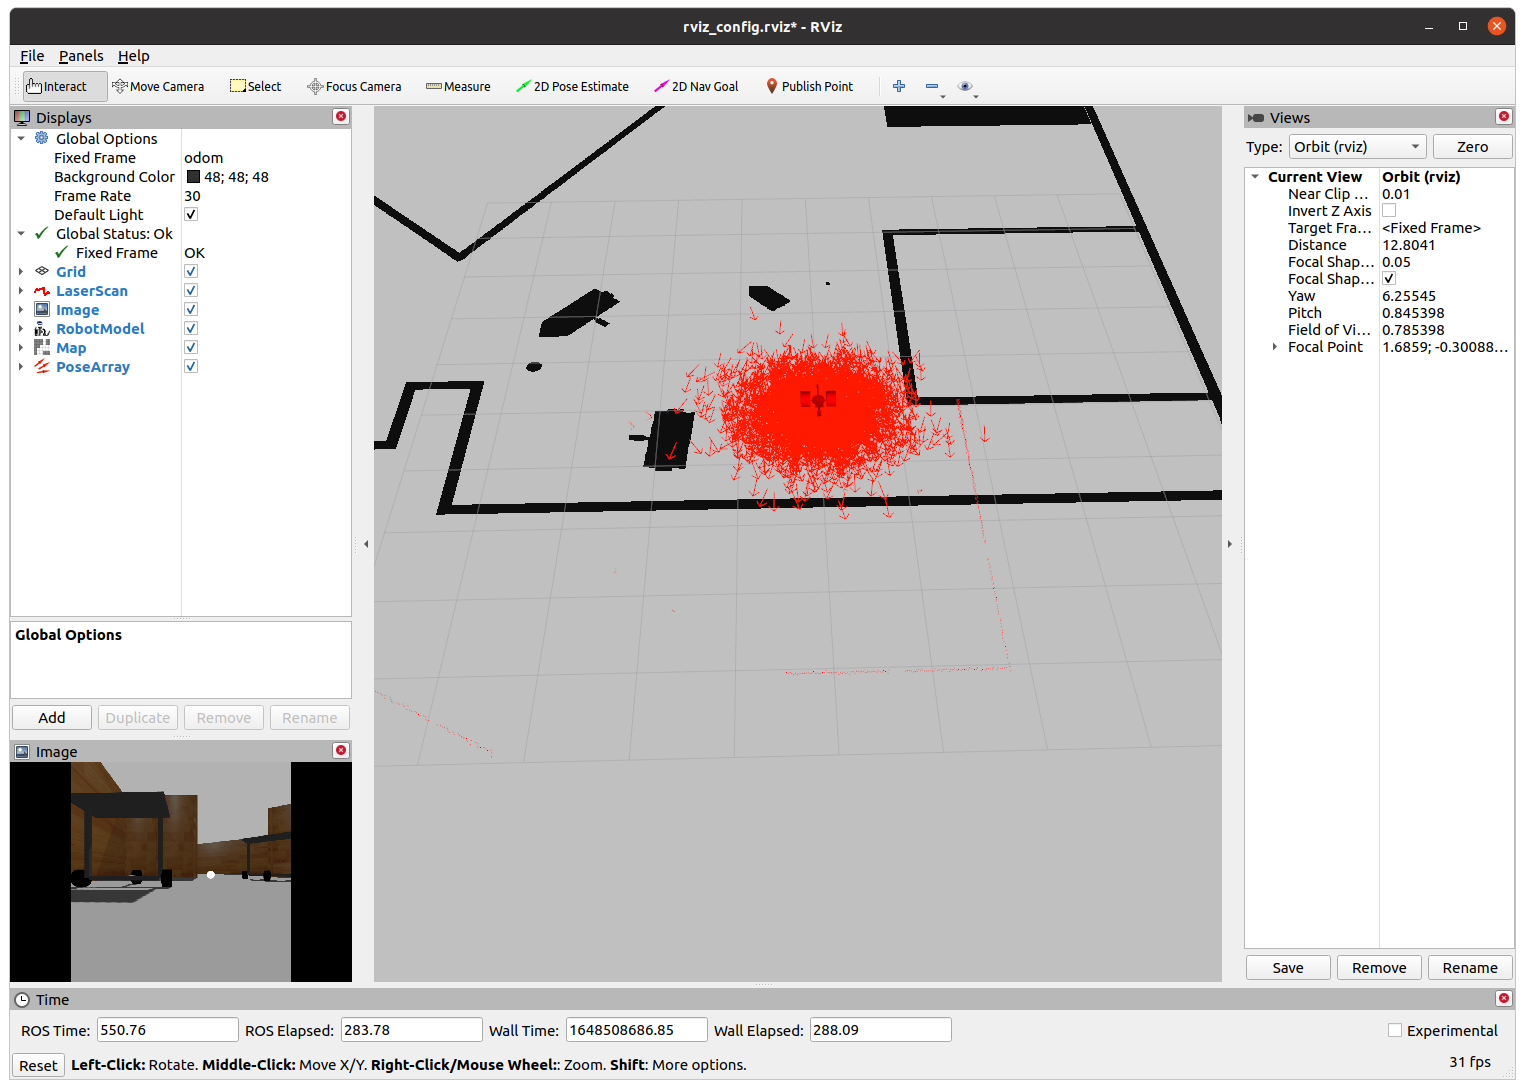 rviz_config.rviz* - RViz
File Panels Help
Interact Move Camera Select Focus Camera Measure 2D Pose Estimate 2D Nav Goal Publish Point
Displays
Global Options
Fixed Frame odom
Background Color 48; 48; 48
Frame Rate 30
Default Light
Global Status: Ok
Fixed Frame OK
Grid
LaserScan
Image
RobotModel
Map
PoseArray
Global Options
Add Duplicate Remove Rename
Image
Views
Type: Orbit (rviz) Zero
Current View Orbit (rviz)
Near Clip ... 0.01
Invert Z Axis
Target Fra... <Fixed Frame>
Distance 12.8041
Focal Shap... 0.05
Focal Shap...
Yaw 6.25545
Pitch 0.845398
Field of Vi... 0.785398
Focal Point 1.6859; -0.30088...
Save Remove Rename
Time
ROS Time: 550.76 ROS Elapsed: 283.78 Wall Time: 1648508686.85 Wall Elapsed: 288.09 Experimental
Reset Left-Click: Rotate. Middle-Click: Move X/Y. Right-Click/Mouse Wheel:: Zoom. Shift: More options. 31 fps